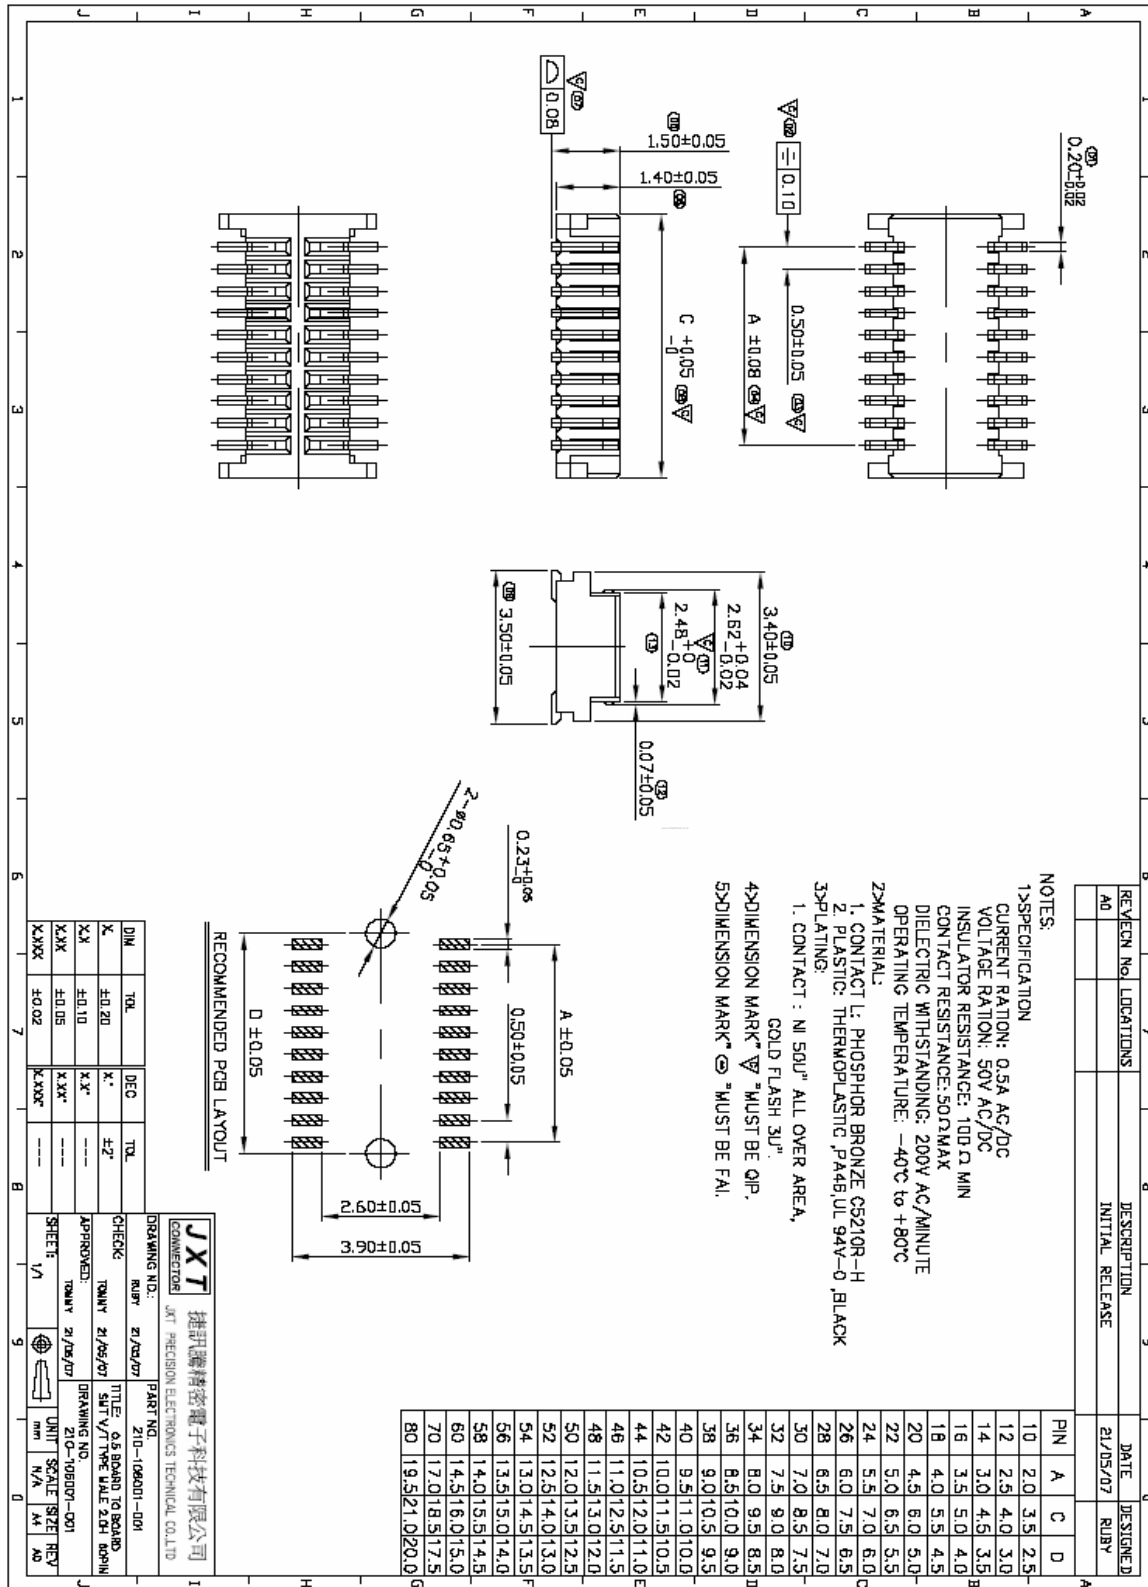 REV
ECN No.
LOCATIONS
DESCRIPTION
DATE
DESIGNED
A0
INITIAL RELEASE
21/05/07
RUBY
NOTES:
1>SPECIFICATION
CURRENT RATION: 0.5A AC/DC
VOLTAGE RATION: 50V AC/DC
INSULATOR RESISTANCE: 100 Ω MIN
CONTACT RESISTANCE: 50 Ω MAX
DIELECTRIC WITHSTANDING: 200V AC/MINUTE
OPERATING TEMPERATURE: -40°C to +80°C
2>MATERIAL:
1. CONTACT L: PHOSPHOR BRONZE C5210R-H
2. PLASTIC: THERMOPLASTIC ,PA46,UL 94V-0 ,BLACK
3>PLATING:
1. CONTACT : NI 50U" ALL OVER AREA,
GOLD FLASH 3U".
4>DIMENSION MARK" "MUST BE QIP.
5>DIMENSION MARK" "MUST BE FAI.
0.20+0.02
-0.02
0.10
0.50±0.05
A ±0.08
1.50±0.05
1.40±0.05
C +0.05
-0
0.08
3.40±0.05
2.62+0.04
-0.02
2.48+0
-0.02
0.07±0.05
3.50±0.05
2-ø0.65+0.05
-0
0.23+0.05
-0
A ±0.05
0.50±0.05
D ±0.05
2.60±0.05
3.90±0.05
RECOMMENDED PCB LAYOUT
PIN A C D
10 2.0 3.5 2.5
12 2.5 4.0 3.0
14 3.0 4.5 3.5
16 3.5 5.0 4.0
18 4.0 5.5 4.5
20 4.5 6.0 5.0
22 5.0 6.5 5.5
24 5.5 7.0 6.0
26 6.0 7.5 6.5
28 6.5 8.0 7.0
30 7.0 8.5 7.5
32 7.5 9.0 8.0
34 8.0 9.5 8.5
36 8.5 10.0 9.0
38 9.0 10.5 9.5
40 9.5 11.0 10.0
42 10.0 11.5 10.5
44 10.5 12.0 11.0
46 11.0 12.5 11.5
48 11.5 13.0 12.0
50 12.0 13.5 12.5
52 12.5 14.0 13.0
54 13.0 14.5 13.5
56 13.5 15.0 14.0
58 14.0 15.5 14.5
60 14.5 16.0 15.0
70 17.0 18.5 17.5
80 19.5 21.0 20.0
DIM TOL DEC TOL
X. ±0.20 X.° ±2°
X.X ±0.10 X.X° ---
X.XX ±0.05 X.XX° ---
X.XXX ±0.02 X.XXX° ---
JXT
CONNECTOR
捷訊騰精密電子科技有限公司
JXT PRECISION ELECTRONICS TECHNICAL CO.,LTD
DRAWING NO.:
RUBY 21/05/07
CHECK:
TOMMY 21/05/07
APPROVED:
TOMMY 21/05/07
SHEET: 1/1
PART NO.
TITLE: 0.5 BOARD TO BOARD
DRAWING NO.
UNIT SCALE SIZE REV
mm N/A A4 A0